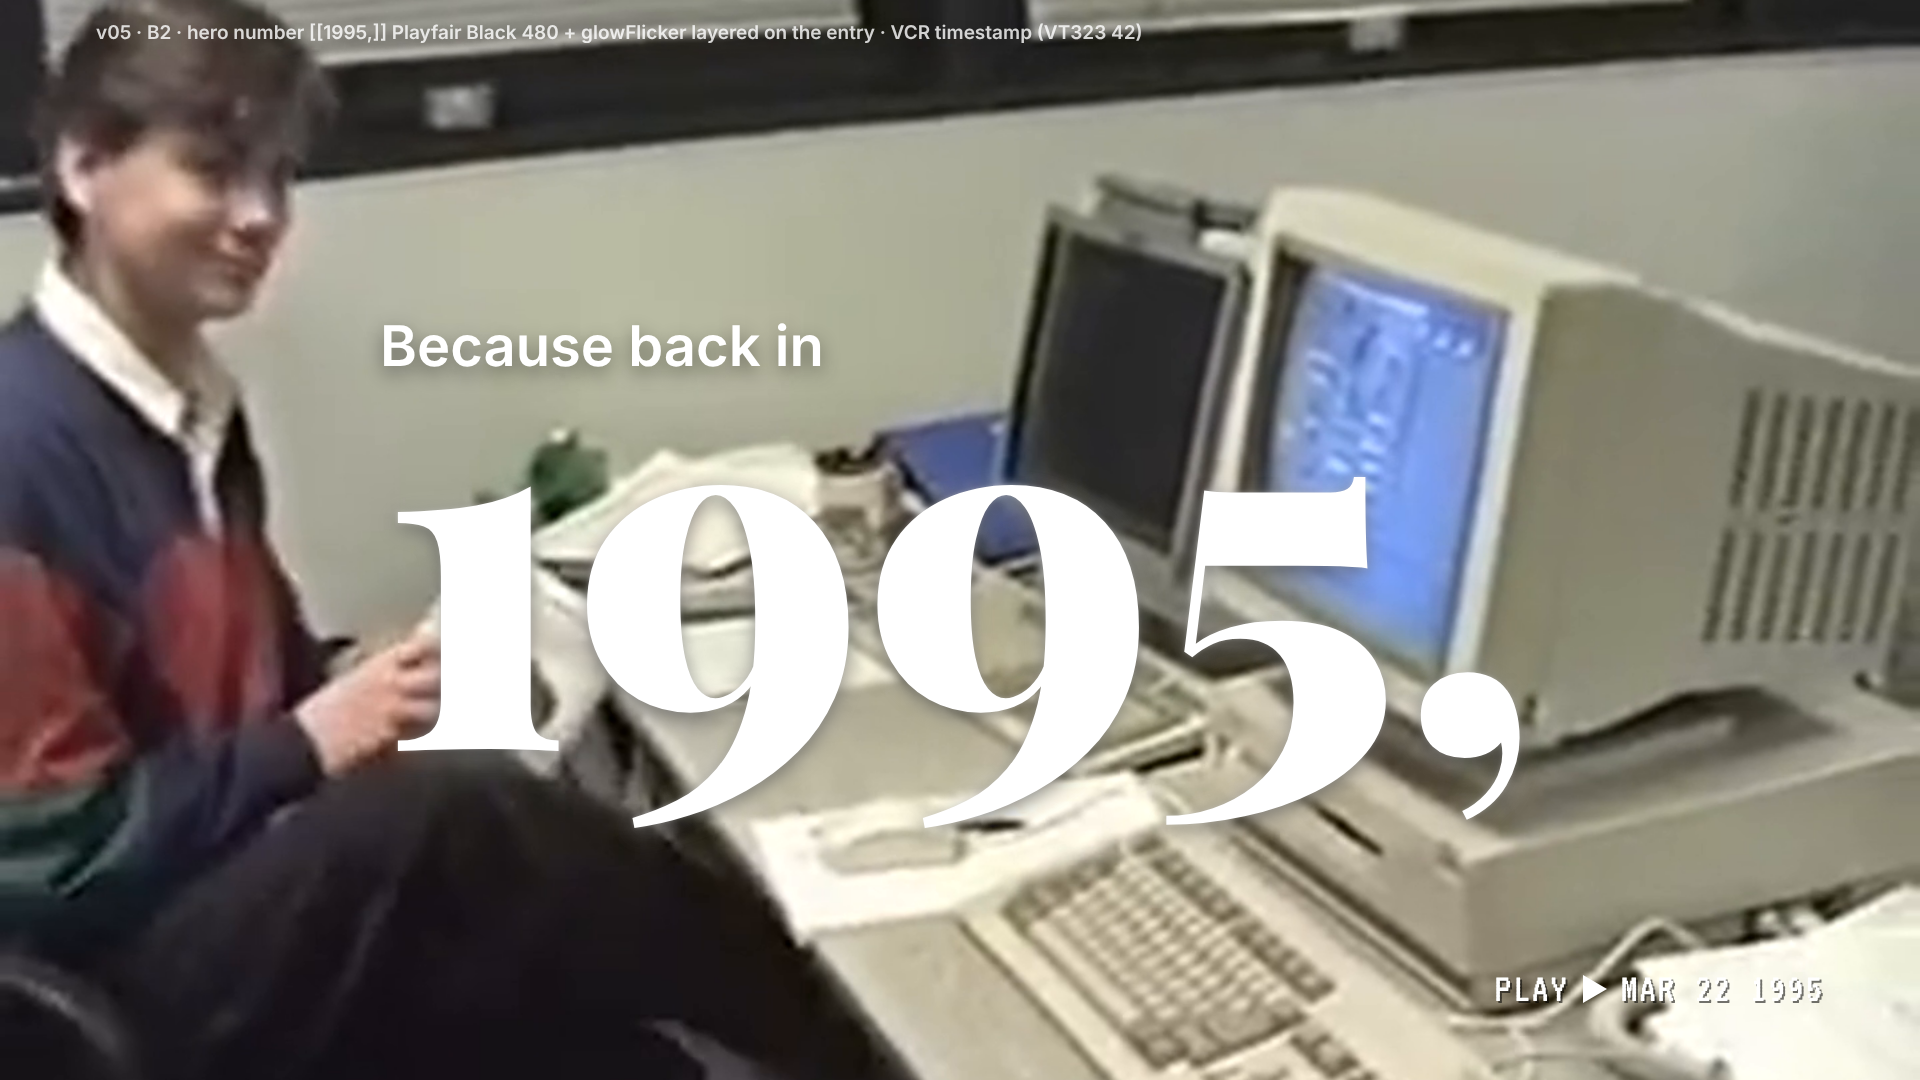 v05 · B2 · hero number [[1995,]] Playfair Black 480 + glowFlicker layered on the entry · VCR timestamp (VT323 42)
Because back in
1995,
PLAY ▶ MAR 22 1995